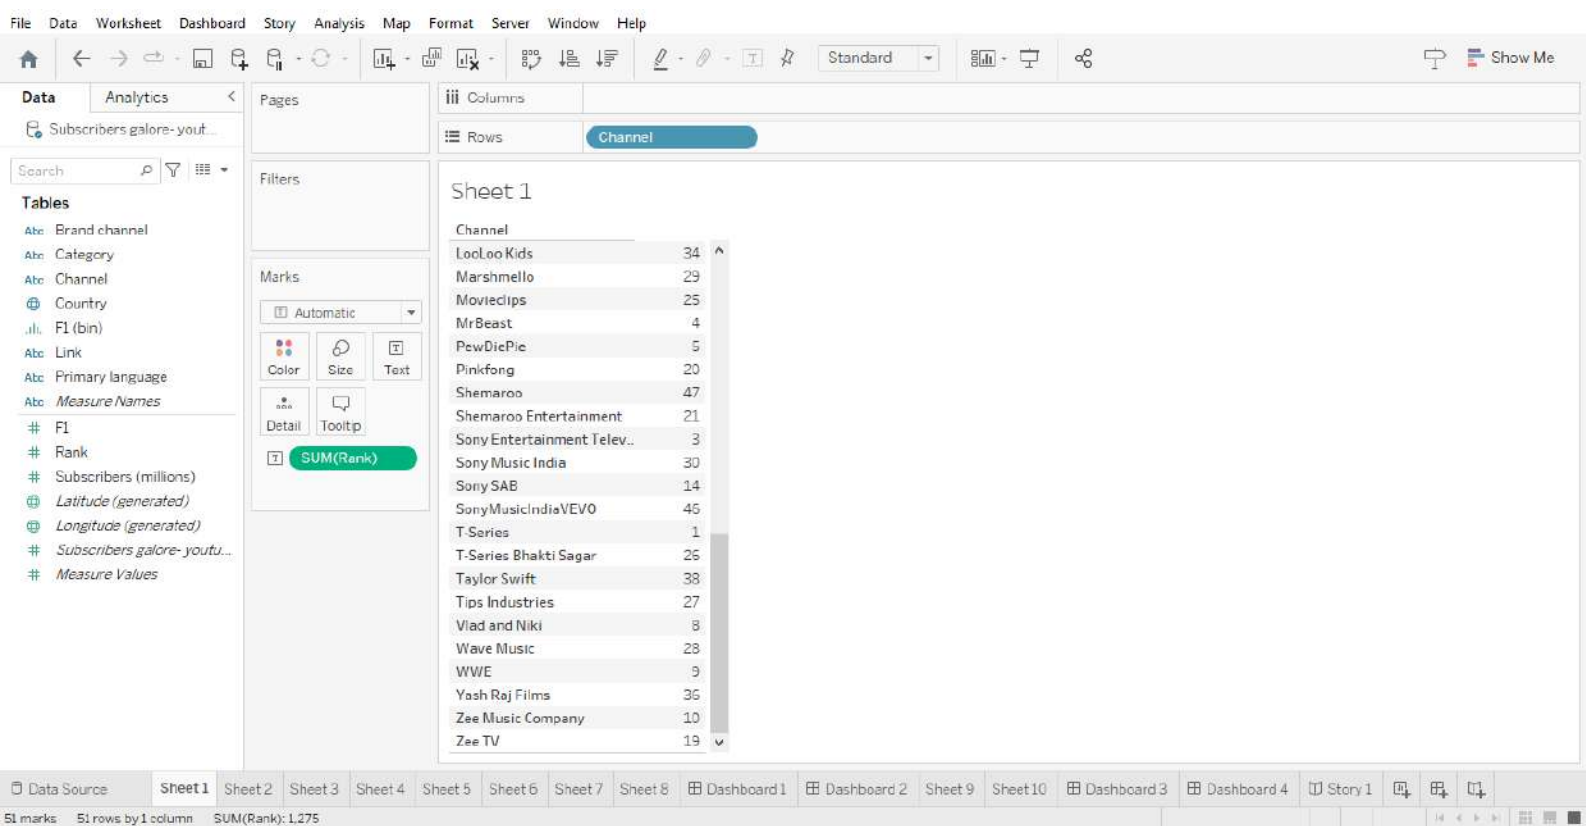 File Data Worksheet Dashboard Story Analysis Map Format Server Window Help
Standard
Show Me
Data Analytics
Subscribers galore- yout...
Search
Tables
Abc Brand channel
Abc Category
Abc Channel
Country
F1 (bin)
Abc Link
Abc Primary language
Abc Measure Names
# F1
# Rank
# Subscribers (millions)
Latitude (generated)
Longitude (generated)
# Subscribers galore- youtu...
# Measure Values
Pages
Filters
Marks
Automatic
Color Size Text
Detail Tooltip
SUM(Rank)
Columns
Rows Channel
Sheet 1
Channel
LooLoo Kids 34
Marshmello 29
Movieclips 25
MrBeast 4
PewDiePie 5
Pinkfong 20
Shemaroo 47
Shemaroo Entertainment 21
Sony Entertainment Telev.. 3
Sony Music India 30
Sony SAB 14
SonyMusicIndiaVEVO 46
T-Series 1
T-Series Bhakti Sagar 26
Taylor Swift 38
Tips Industries 27
Vlad and Niki 8
Wave Music 28
WWE 9
Yash Raj Films 36
Zee Music Company 10
Zee TV 19
Data Source Sheet 1 Sheet 2 Sheet 3 Sheet 4 Sheet 5 Sheet 6 Sheet 7 Sheet 8 Dashboard 1 Dashboard 2 Sheet 9 Sheet 10 Dashboard 3 Dashboard 4 Story 1
51 marks 51 rows by 1 column SUM(Rank): 1,275